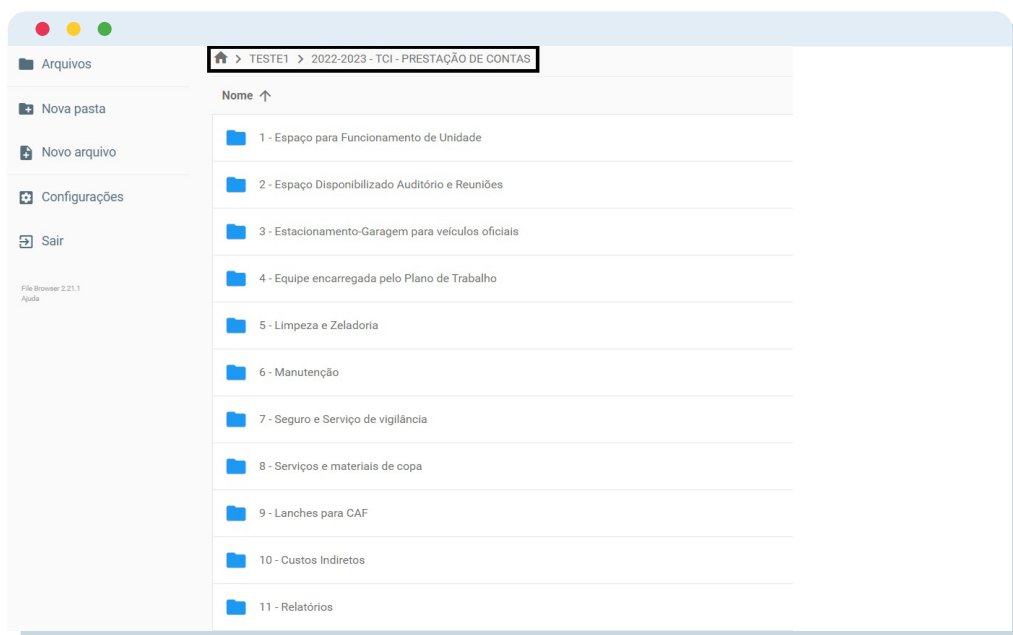 Arquivos
Nova pasta
Novo arquivo
Configurações
Sair
File Browser 2.21.1
Ajuda
> TESTE1 > 2022-2023 - TCI - PRESTAÇÃO DE CONTAS
Nome ↑
1 - Espaço para Funcionamento de Unidade
2 - Espaço Disponibilizado Auditório e Reuniões
3 - Estacionamento-Garagem para veículos oficiais
4 - Equipe encarregada pelo Plano de Trabalho
5 - Limpeza e Zeladoria
6 - Manutenção
7 - Seguro e Serviço de vigilância
8 - Serviços e materiais de copa
9 - Lanches para CAF
10 - Custos Indiretos
11 - Relatórios